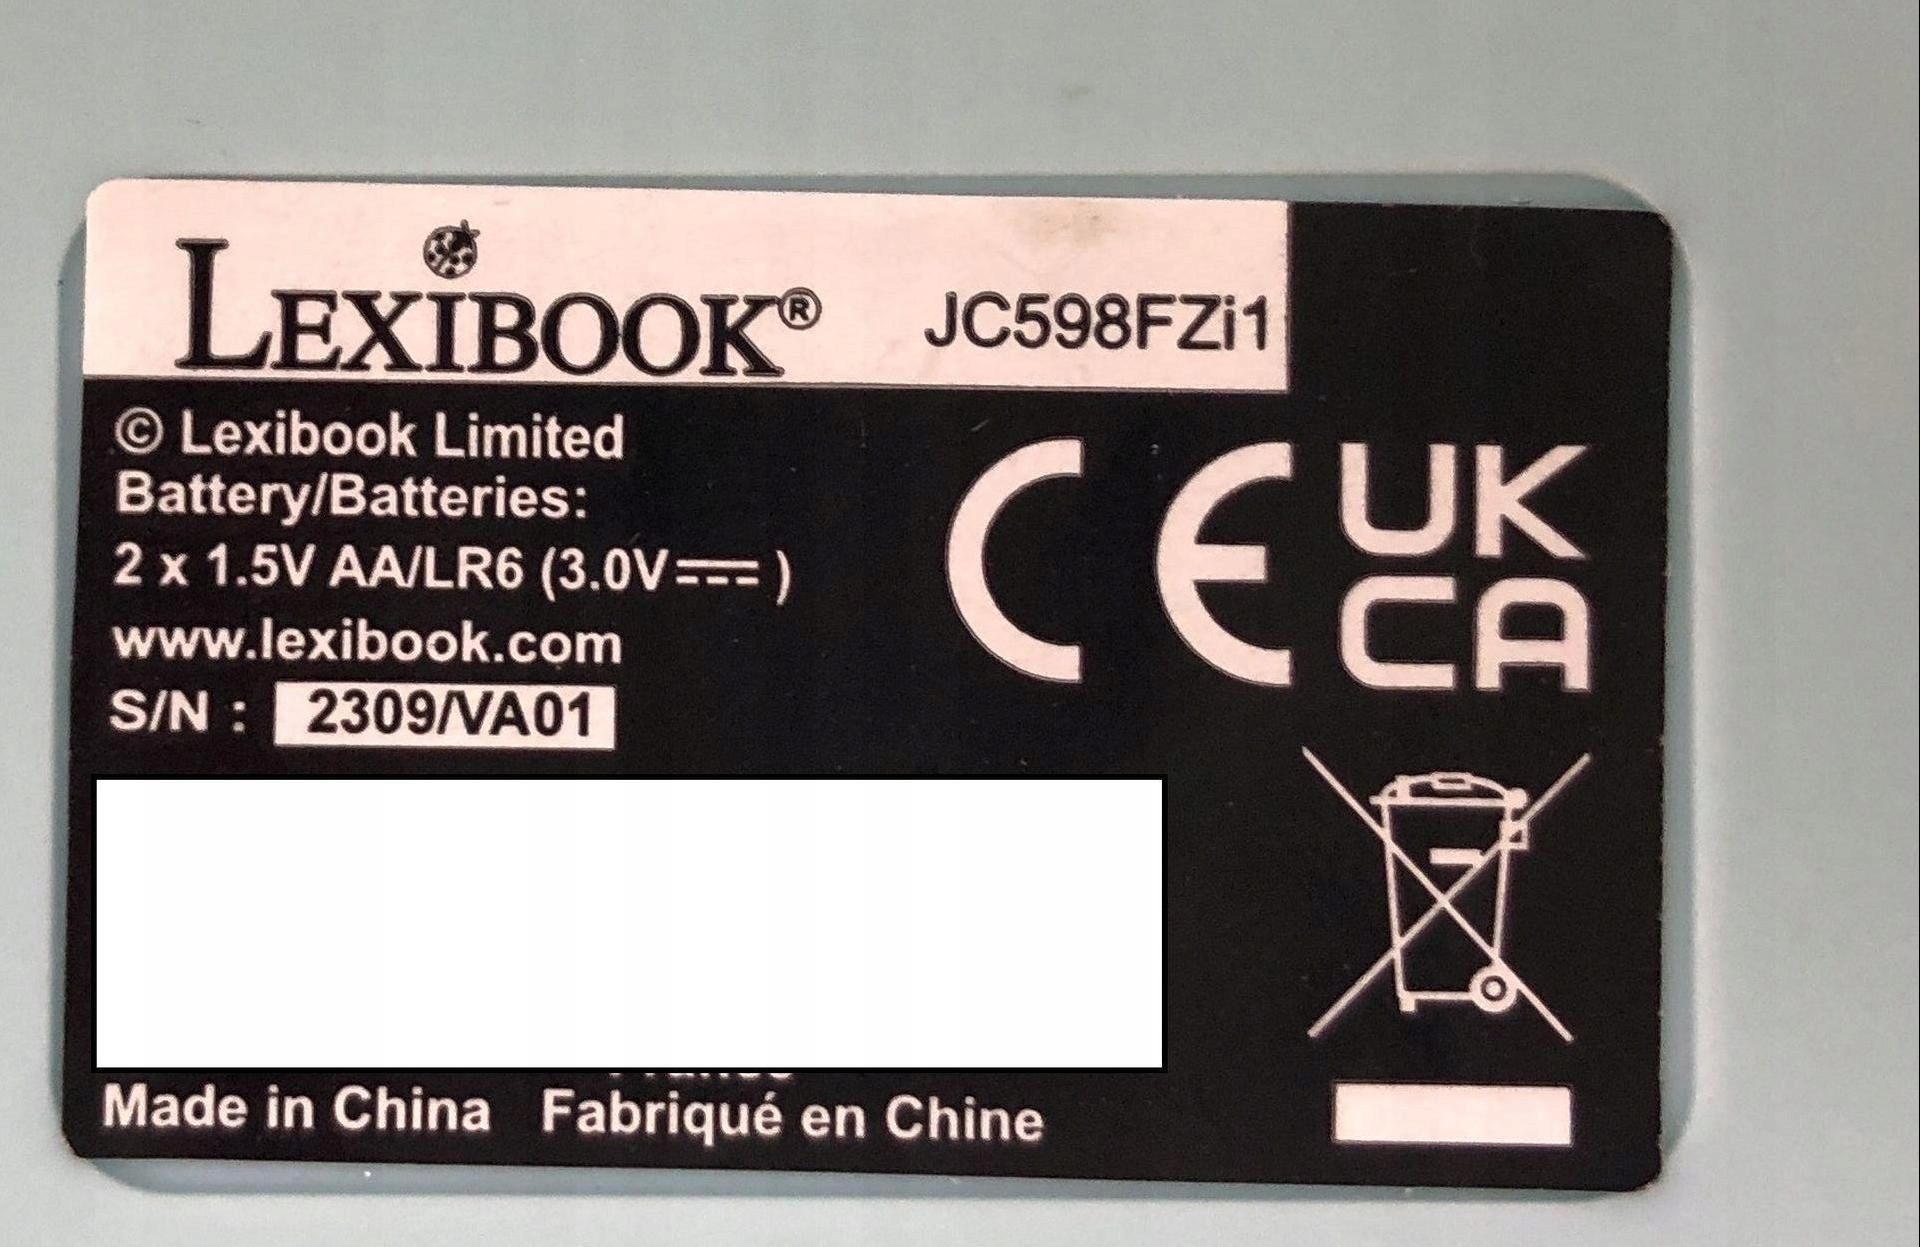 LEXIBOOK® JC598FZi1
© Lexibook Limited
Battery/Batteries:
2 x 1.5V AA/LR6 (3.0V⎓)
www.lexibook.com
S/N : 2309/VA01
CE UK
CA
Made in China Fabriqué en Chine